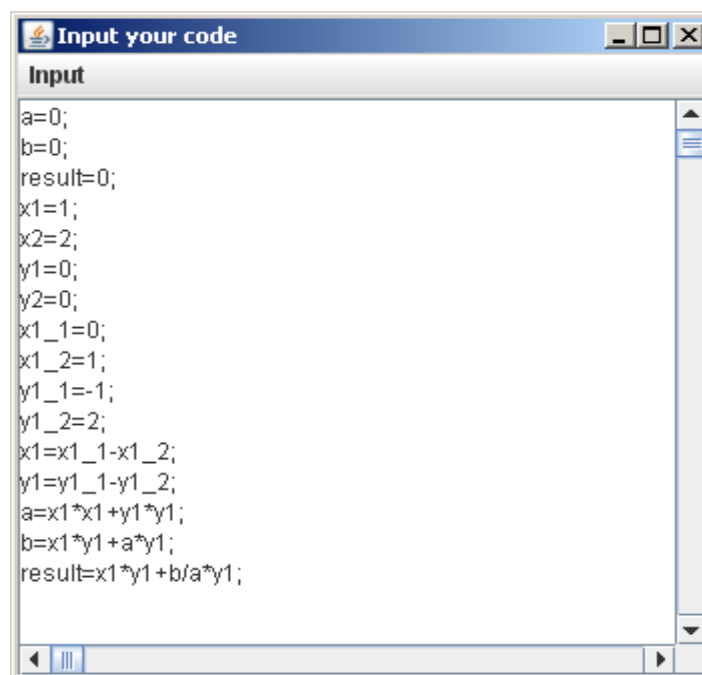 Input your code
Input
a=0;
b=0;
result=0;
x1=1;
x2=2;
y1=0;
y2=0;
x1_1=0;
x1_2=1;
y1_1=-1;
y1_2=2;
x1=x1_1-x1_2;
y1=y1_1-y1_2;
a=x1*x1+y1*y1;
b=x1*y1+a*y1;
result=x1*y1+b/a*y1;